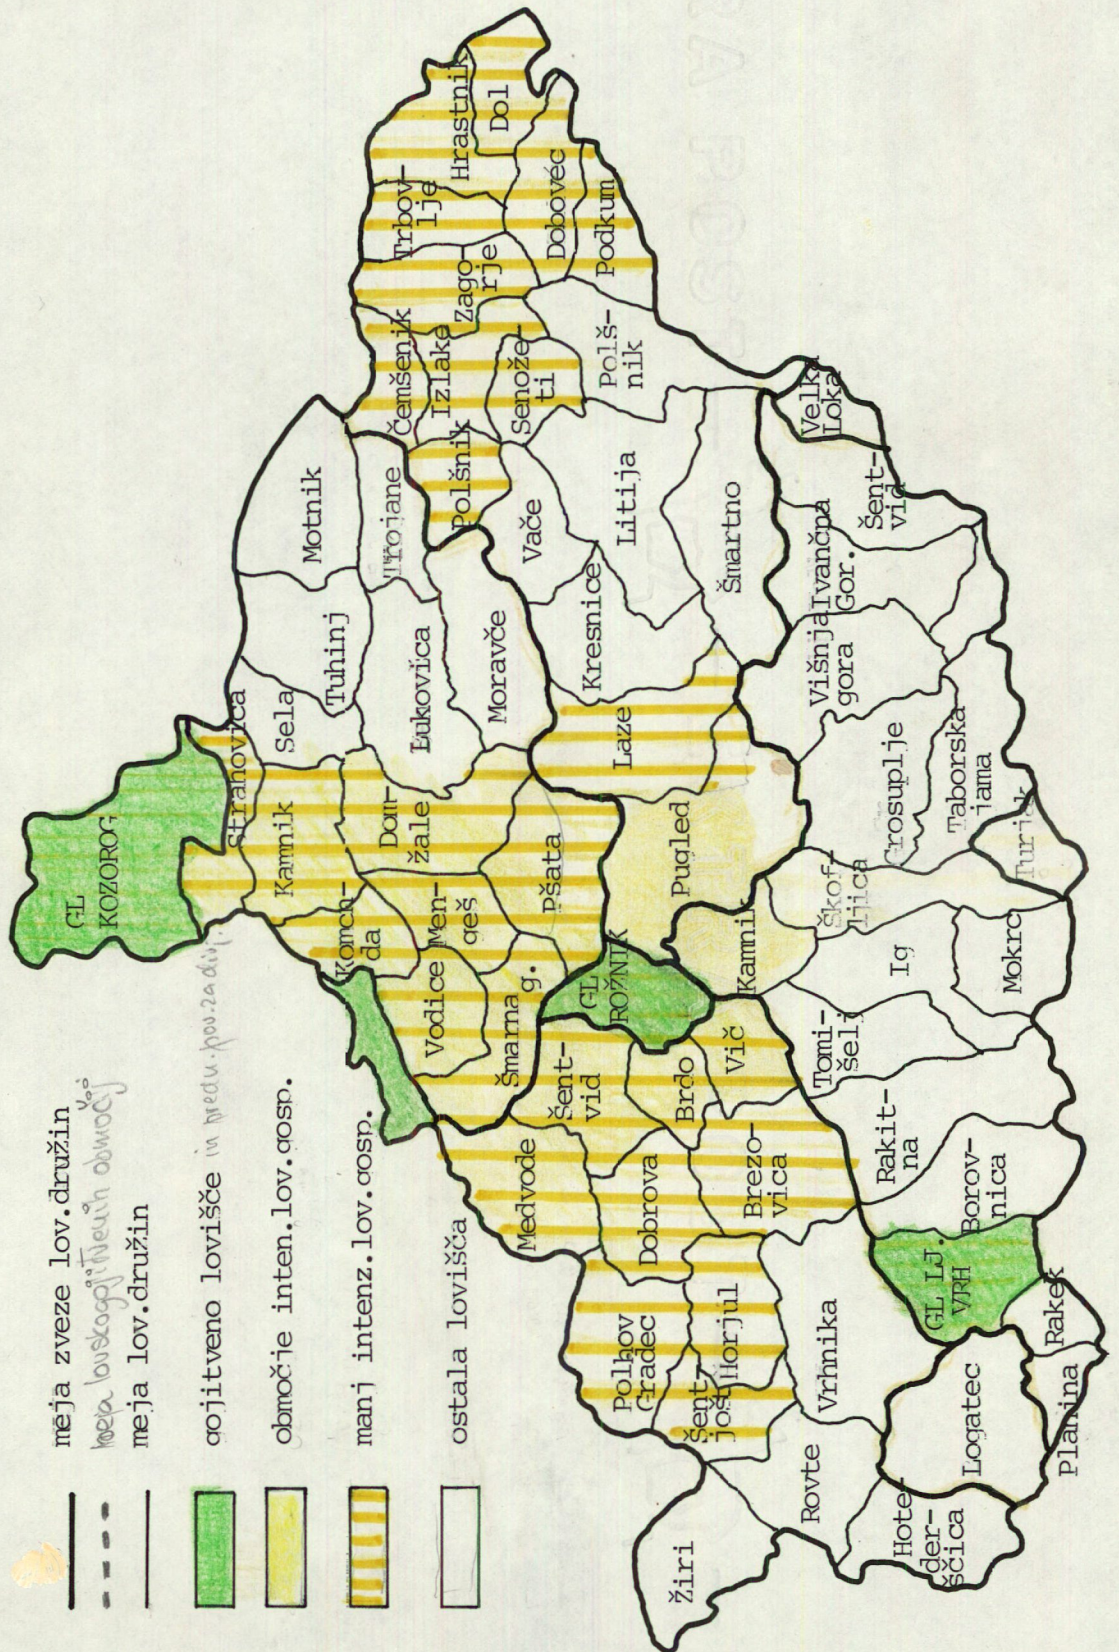 meja zveze lov.družin
meja lovskogojitvenih območij
meja lov.družin
gojitveno lovišče in predu.pov.za divj.
območje inten.lov.gosp.
manj intenz.lov.gosp.
ostala lovišča
GL
KOZOROG
Strahovica
Sela
Tuhinj
Motnik
Kamnik
Komen-
da
Dom-
žale
Lukovica
Trojane
Moravče
Vodice
Men-
geš
Pšata
Šmarna
g.
Čemšenik
Izlake
Zago-
rje
Trbov-
lje
Hrastnik
Dol
Polšnik
Senože-
ti
Dobovec
Podkum
Polš-
nik
Vače
Litija
Kresnice
Šmartno
Laze
Medvode
Šent-
vid
GL
ROŽNIK
Pugled
Polhov
Gradec
Dobrova
Brdo
Vič
Kamnik
Šent-
jošt
Horjul
Brezo-
vica
Škof-
ljica
Grosuplje
Višnja
gora
Ivančna
Gor.
Velka
Loka
Šent-
vid
Žiri
Rovte
Vrhnika
Tomi-
šelj
Ig
Taborska
jama
Turjak
Mokrc
Rakit-
na
Borov-
nica
GL LJ.
VRH
Hote-
der-
ščica
Logatec
Rakek
Planina